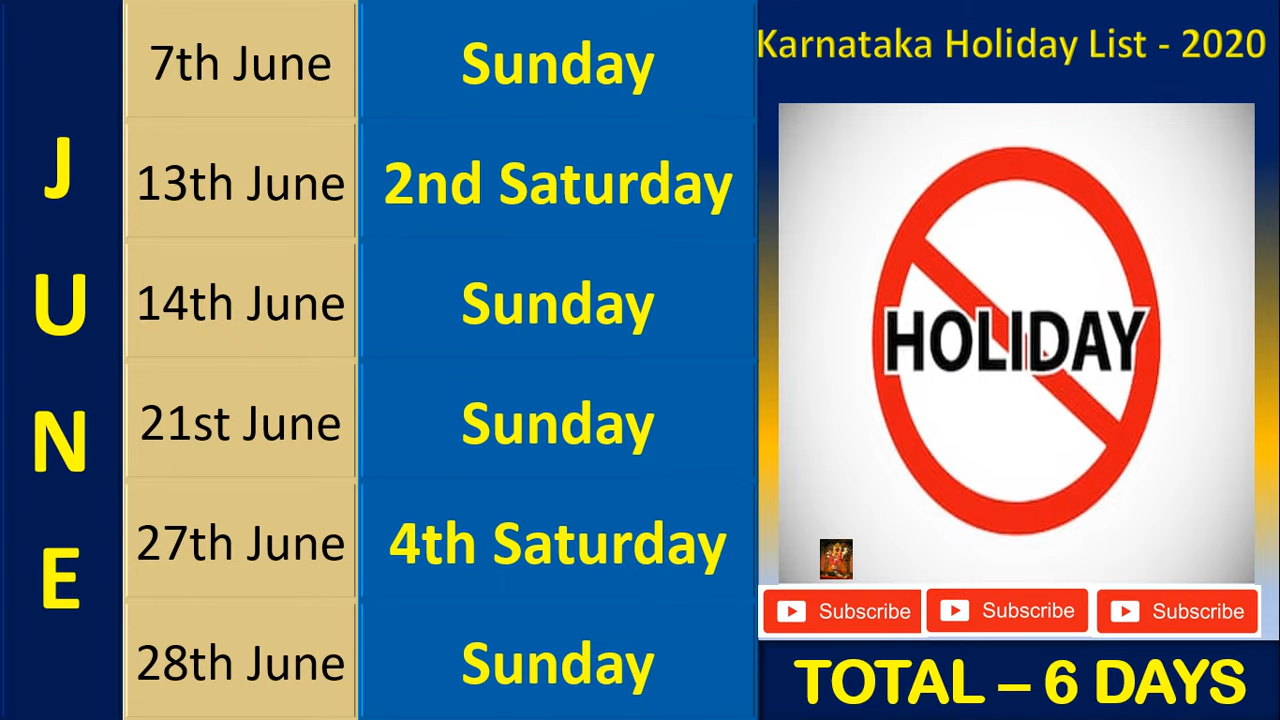 Karnataka Holiday List - 2020
JUNE
7th June Sunday
13th June 2nd Saturday
14th June Sunday
21st June Sunday
27th June 4th Saturday
28th June Sunday
HOLIDAY
Subscribe Subscribe Subscribe
TOTAL – 6 DAYS